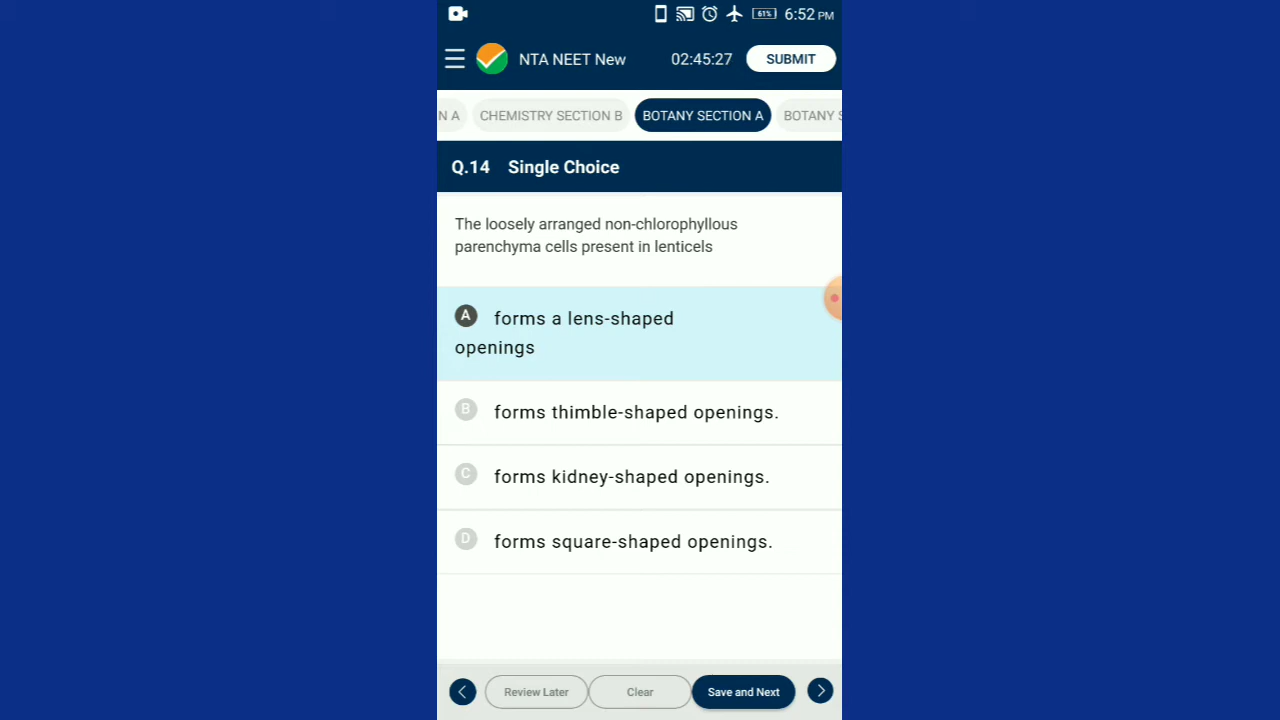 61% 6:52 PM
NTA NEET New 02:45:27 SUBMIT
N A CHEMISTRY SECTION B BOTANY SECTION A BOTANY S
Q.14 Single Choice
The loosely arranged non-chlorophyllous
parenchyma cells present in lenticels
A forms a lens-shaped
openings
B forms thimble-shaped openings.
C forms kidney-shaped openings.
D forms square-shaped openings.
Review Later Clear Save and Next